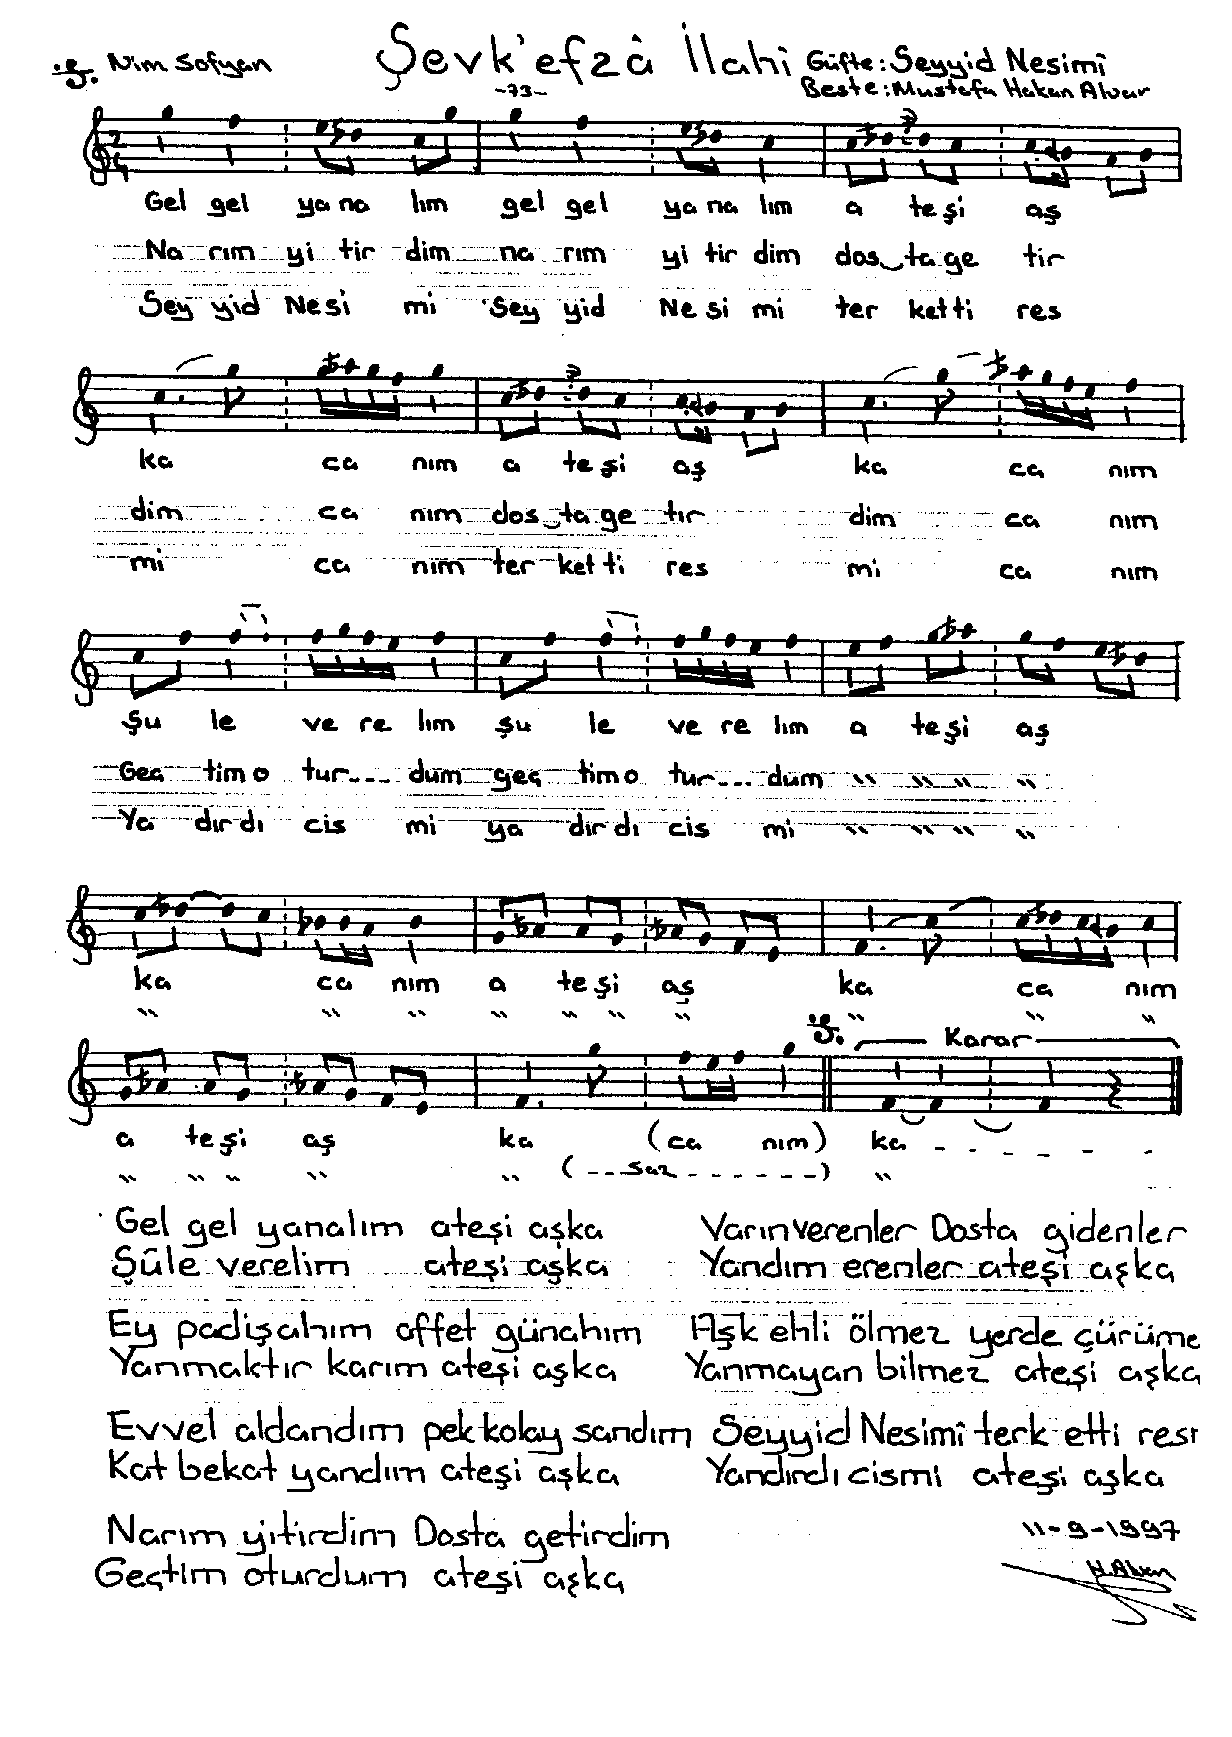 Nim Sofyan Şevk'efzâ İlahi Güfte: Seyyid Nesimî
-73- Beste: Mustafa Hakan Alvar
2 4
Gel gel ya na lım gel gel ya na lım a te şi aş
Na rım yi tir dim na rım yi tir dim dos ta ge tir
Sey yid Ne si mi Sey yid Ne si mi ter ket ti res
ka ca nım a te şi aş ka ca nım
dim ca nım dos ta ge tır dim ca nım
mi ca nım ter ket ti res mi ca nım
Şu le ve re lım şu le ve re lım a te şi aş
Geç tim o tur --- dum geç tim o tur --- dum " " " "
Ya dır dı cis mi ya dır dı cis mi " " " "
ka ca nım a te şi aş ka ca nım
" " " " " " " " " "
Karar
a te şi aş ka (ca nım) ka - - - - -
" " " " " ( - - saz - - - - - - ) "
Gel gel yanalım ateşi aşka Varın verenler Dosta gidenler
Şûle verelim ateşi aşka Yandım erenler ateşi aşka
Ey padişahım affet günahım Aşk ehli ölmez yerde çürüme
Yanmaktır karım ateşi aşka Yanmayan bilmez ateşi aşka
Evvel aldandım pek kolay sandım Seyyid Nesimî terk etti resr
Kat bekat yandım ateşi aşka Yandırdı cismi ateşi aşka
Narım yitirdim Dosta getirdim 11-9-1997
Geçtim oturdum ateşi aşka H. Alvar